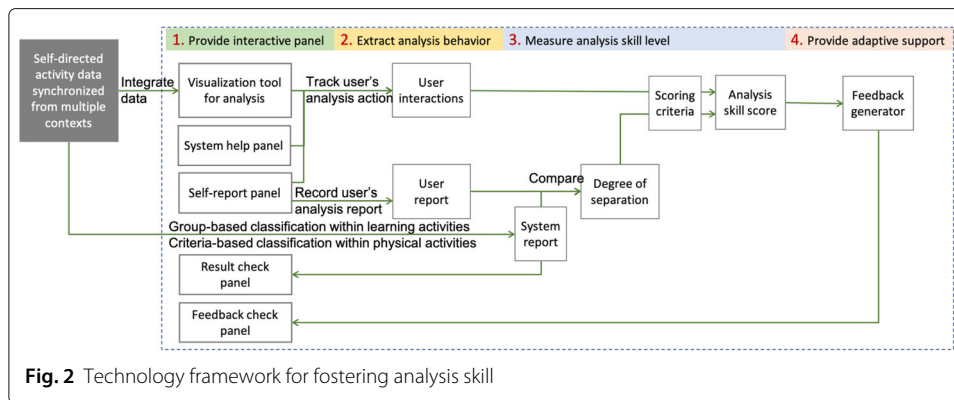 1. Provide interactive panel
2. Extract analysis behavior
3. Measure analysis skill level
4. Provide adaptive support
Self-directed
activity data
synchronized
from multiple
contexts
Integrate
data
Visualization tool
for analysis
Track user's
analysis action
User
interactions
Scoring
criteria
Analysis
skill score
Feedback
generator
System help panel
Self-report panel
Record user's
analysis report
User
report
Compare
Degree of
separation
Group-based classification within learning activities
Criteria-based classification within physical activities
System
report
Result check
panel
Feedback check
panel
Fig. 2 Technology framework for fostering analysis skill